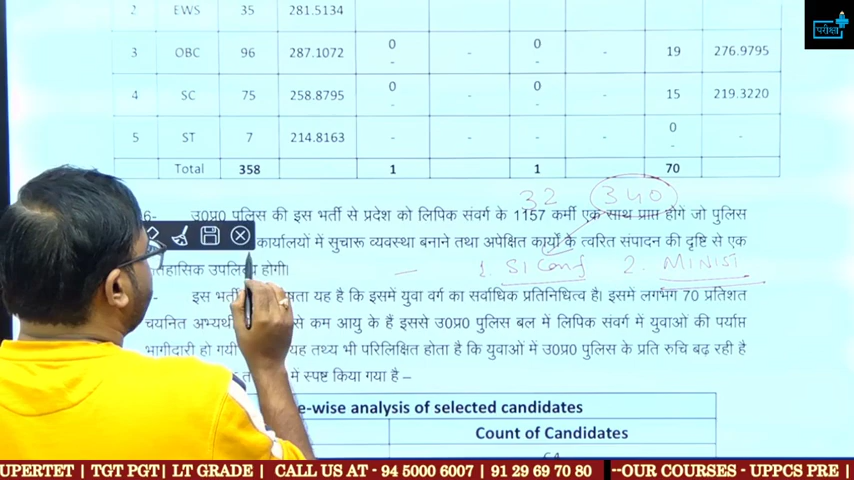 परीक्षा
2 EWS 35 281.5134
3 OBC 96 287.1072 0 - - 0 - - 19 276.9795
4 SC 75 258.8795 0 - - 0 - - 15 219.3220
5 ST 7 214.8163 - - - - 0 -
Total 358 1 1 70
32 340
6- उ0प्र0 पुलिस की इस भर्ती से प्रदेश को लिपिक संवर्ग के 1157 कर्मी एक साथ प्राप्त होंगे जो पुलिस
कार्यालयों में सुचारू व्यवस्था बनाने तथा अपेक्षित कार्यों के त्वरित संपादन की दृष्टि से एक
होगी।
1. SI Conf 2. MINIST
इस भर्ती यह है कि इसमें युवा वर्ग का सर्वाधिक प्रतिनिधित्व है। इसमें लगभग 70 प्रतिशत
चयनित से कम आयु के हैं इससे उ0प्र0 पुलिस बल में लिपिक संवर्ग में युवाओं की पर्याप्त
भागीदारी हो गयी यह तथ्य भी परिलिक्षित होता है कि युवाओं में उ0प्र0 पुलिस के प्रति रुचि बढ़ रही है
में स्पष्ट किया गया है –
e-wise analysis of selected candidates
Count of Candidates
UPERTET | TGT PGT| LT GRADE | CALL US AT - 94 5000 6007 | 91 29 69 70 80 --OUR COURSES - UPPCS PRE |